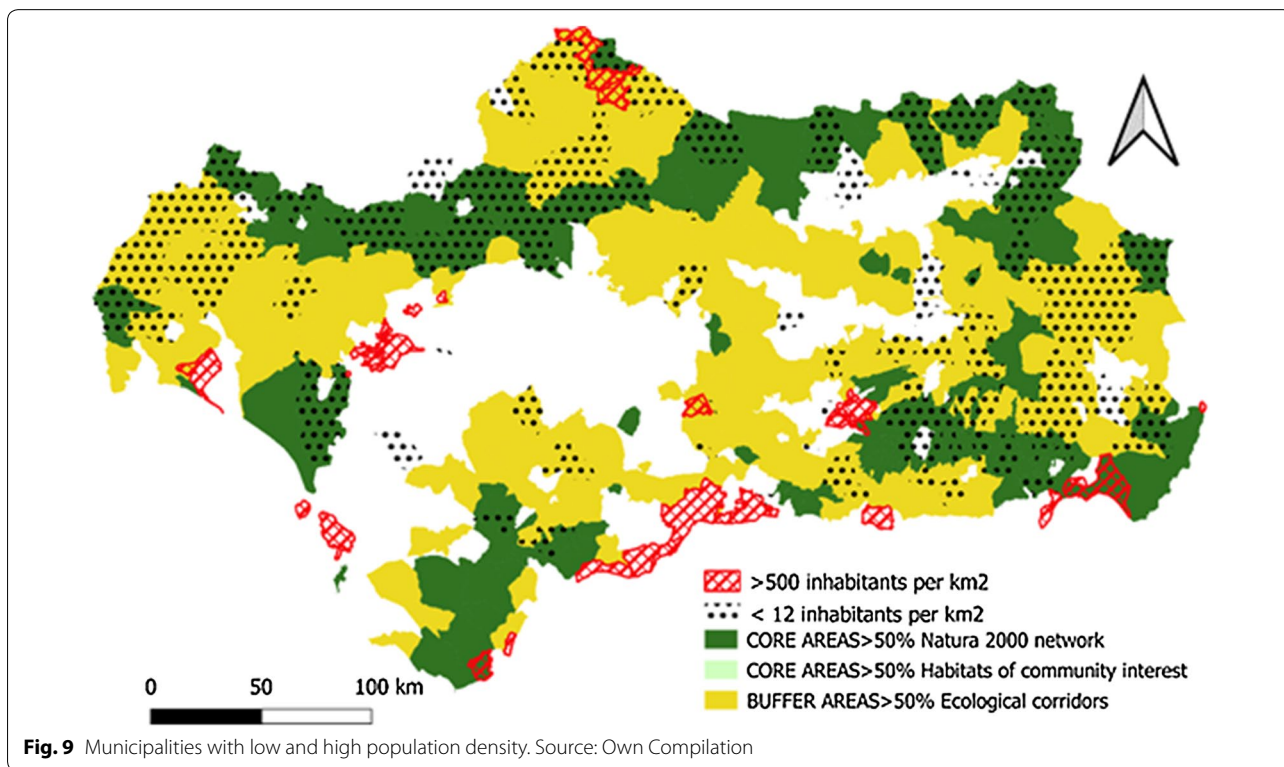 >500 inhabitants per km2
< 12 inhabitants per km2
CORE AREAS>50% Natura 2000 network
CORE AREAS>50% Habitats of community interest
BUFFER AREAS>50% Ecological corridors
0 50 100 km
Fig. 9 Municipalities with low and high population density. Source: Own Compilation